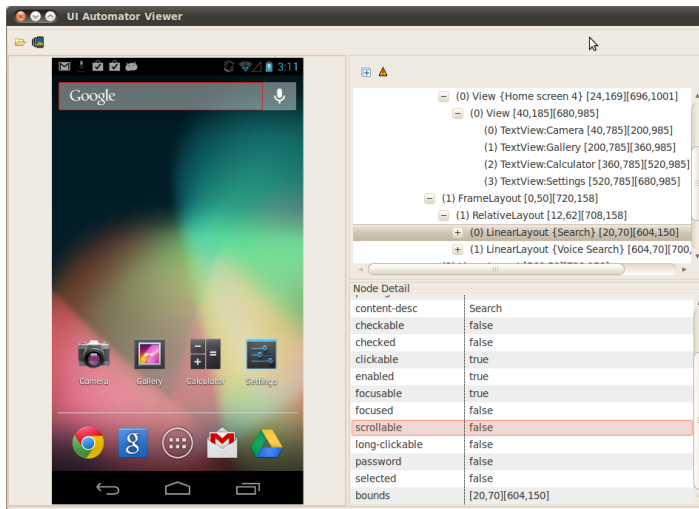 UI Automator Viewer
3:11
Google
Camera
Gallery
Calculator
Settings
8
(0) View {Home screen 4} [24,169][696,1001]
(0) View [40,185][680,985]
(0) TextView:Camera [40,785][200,985]
(1) TextView:Gallery [200,785][360,985]
(2) TextView:Calculator [360,785][520,985]
(3) TextView:Settings [520,785][680,985]
(1) FrameLayout [0,50][720,158]
(1) RelativeLayout [12,62][708,158]
(0) LinearLayout {Search} [20,70][604,150]
(1) LinearLayout {Voice Search} [604,70][700,
Node Detail
content-desc Search
checkable false
checked false
clickable true
enabled true
focusable true
focused false
scrollable false
long-clickable false
password false
selected false
bounds [20,70][604,150]